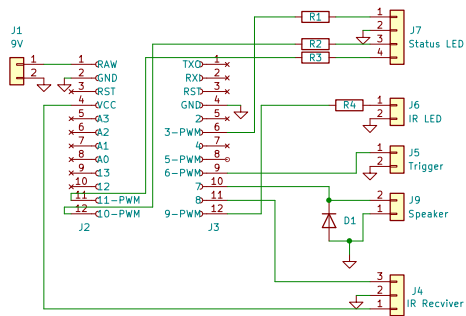 J1
9V
1
2
1 RAW
2 GND
3 RST
4 VCC
5 A3
6 A2
7 A1
8 A0
9 13
10 12
11 11-PWM
12 10-PWM
J2
TXO 1
RX 2
RST 3
GND 4
2 5
3-PWM 6
4 7
5-PWM 8
6-PWM 9
7 10
8 11
9-PWM 12
J3
R1
R2
R3
1
2
3
4
J7
Status LED
R4
1
2
J6
IR LED
1
2
J5
Trigger
D1
2
1
J9
Speaker
3
2
1
J4
IR Recviver